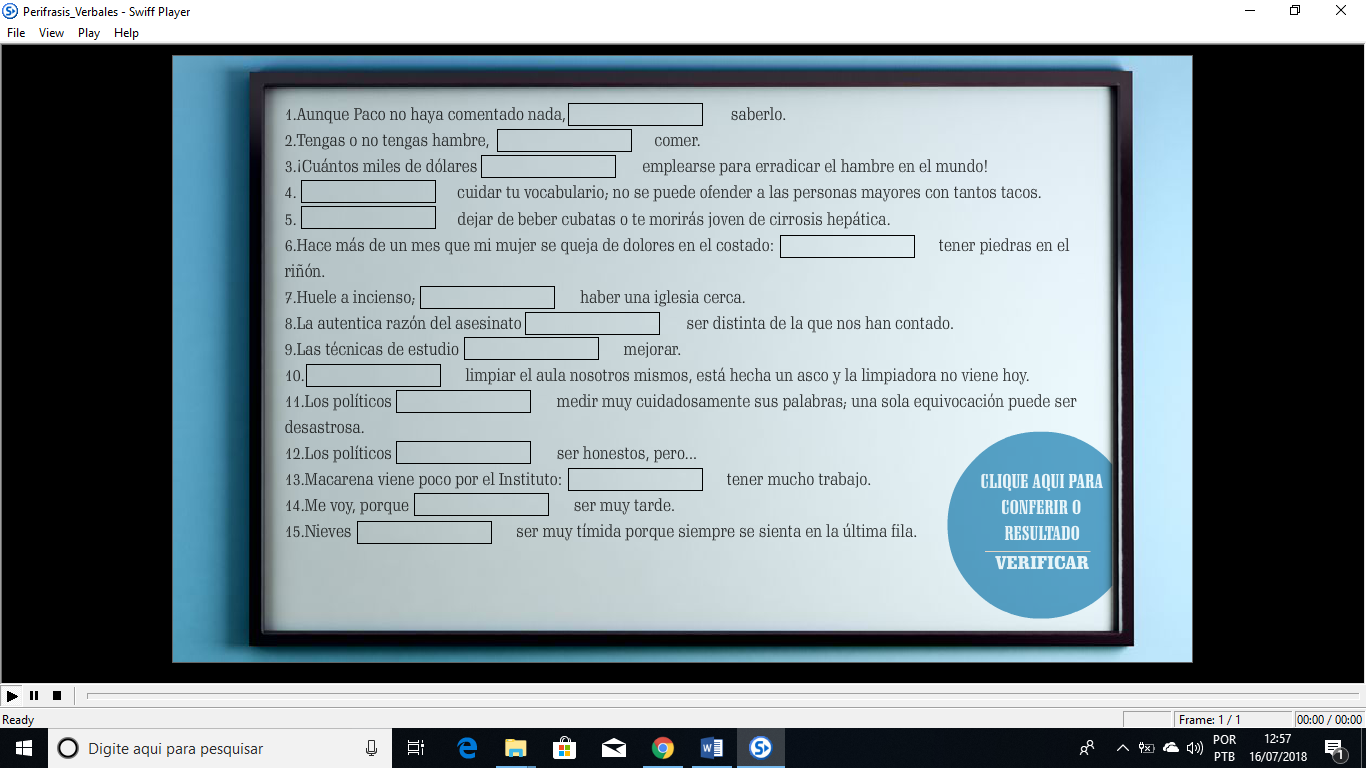 Perifrasis_Verbales - Swiff Player
File View Play Help
1.Aunque Paco no haya comentado nada, saberlo.
2.Tengas o no tengas hambre, comer.
3.¡Cuántos miles de dólares emplearse para erradicar el hambre en el mundo!
4. cuidar tu vocabulario; no se puede ofender a las personas mayores con tantos tacos.
5. dejar de beber cubatas o te morirás joven de cirrosis hepática.
6.Hace más de un mes que mi mujer se queja de dolores en el costado: tener piedras en el
riñón.
7.Huele a incienso; haber una iglesia cerca.
8.La autentica razón del asesinato ser distinta de la que nos han contado.
9.Las técnicas de estudio mejorar.
10. limpiar el aula nosotros mismos, está hecha un asco y la limpiadora no viene hoy.
11.Los políticos medir muy cuidadosamente sus palabras; una sola equivocación puede ser
desastrosa.
12.Los políticos ser honestos, pero...
13.Macarena viene poco por el Instituto: tener mucho trabajo.
14.Me voy, porque ser muy tarde.
15.Nieves ser muy tímida porque siempre se sienta en la última fila.
CLIQUE AQUI PARA
CONFERIR O
RESULTADO
VERIFICAR
Ready
Frame: 1 / 1
00:00 / 00:00
Digite aqui para pesquisar
POR
PTB
12:57
16/07/2018
1